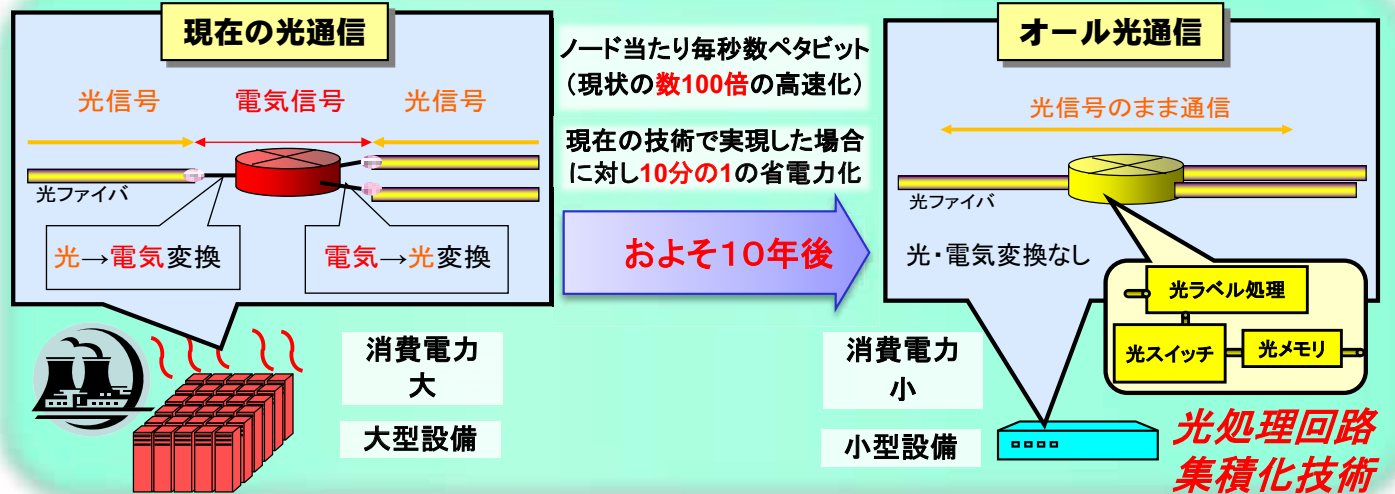 現在の光通信
光信号
電気信号
光信号
光ファイバ
光→電気変換
電気→光変換
消費電力
大
大型設備
ノード当たり毎秒数ペタビット
(現状の数100倍の高速化)
現在の技術で実現した場合
に対し10分の1の省電力化
およそ10年後
オール光通信
光信号のまま通信
光ファイバ
光・電気変換なし
光ラベル処理
光スイッチ
光メモリ
消費電力
小
小型設備
光処理回路
集積化技術